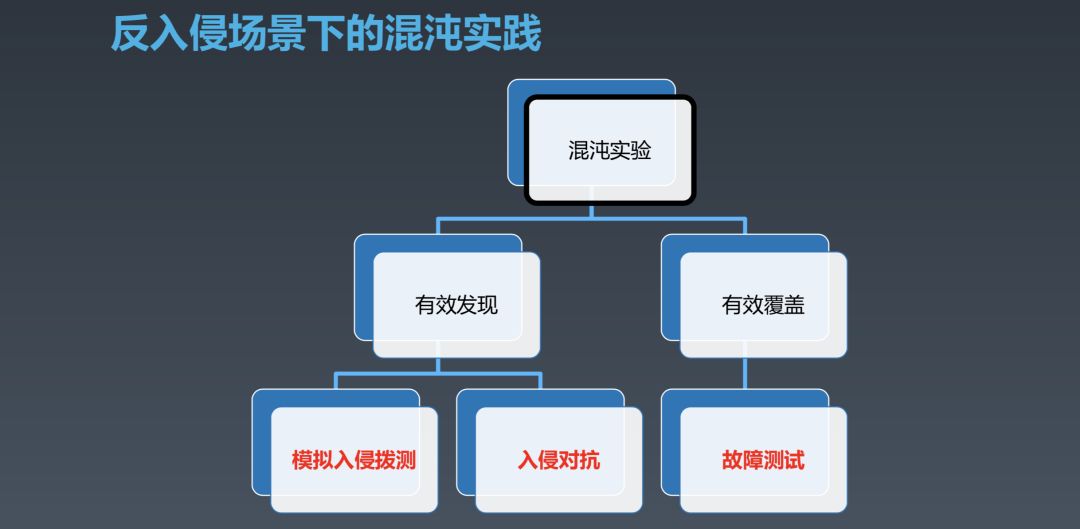 反入侵场景下的混沌实践
混沌实验
有效发现
有效覆盖
模拟入侵拨测
入侵对抗
故障测试